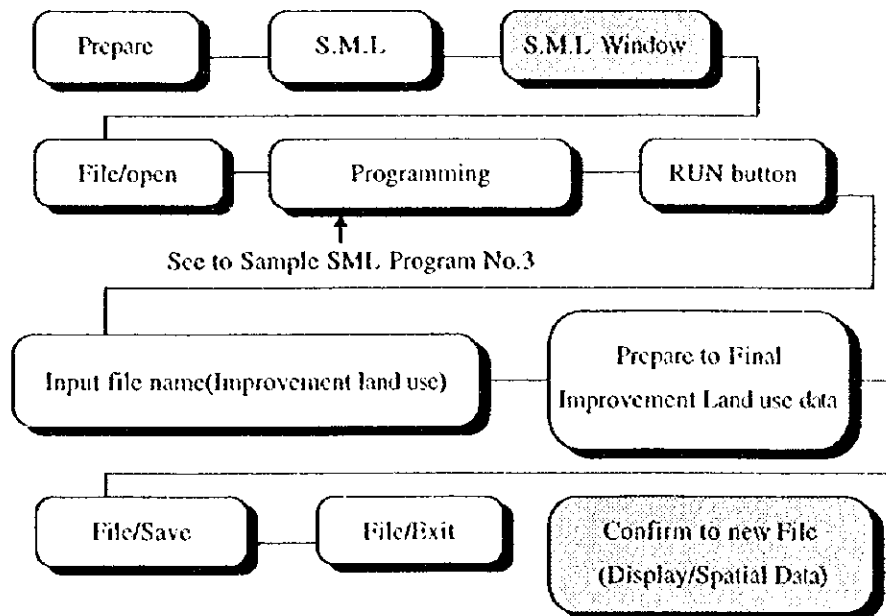 Prepare
S.M.L
S.M.L Window
File/open
Programming
RUN button
See to Sample SML Program No.3
Input file name(Improvement land use)
Prepare to Final
Improvement Land use data
File/Save
File/Exit
Confirm to new File
(Display/Spatial Data)